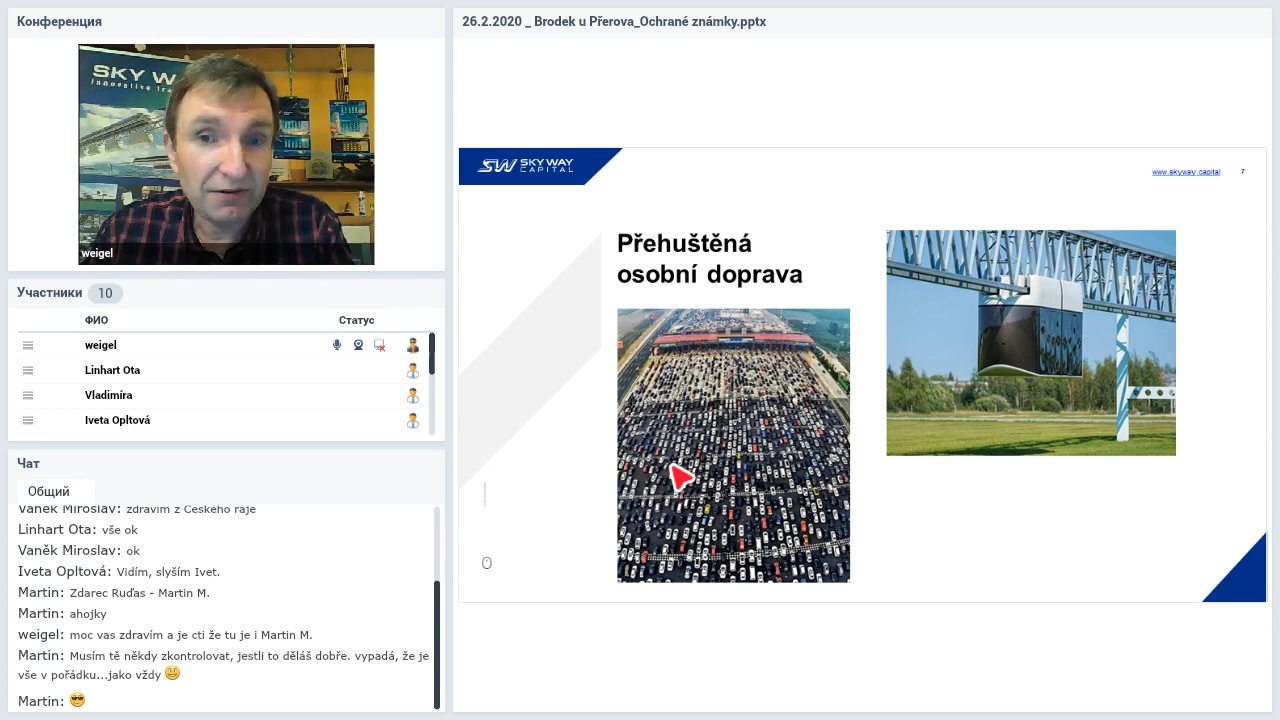 Конференция
SKY W
weigel
Участники 10
ФИО Статус
weigel
Linhart Ota
Vladimíra
Iveta Opltová
Чат
Общий
Vaněk Miroslav: zdravím z Českého ráje
Linhart Ota: vše ok
Vaněk Miroslav: ok
Iveta Opltová: Vidím, slyším Ivet.
Martin: Zdarec Ruďas - Martin M.
Martin: ahojky
weigel: moc vas zdravím a je cti že tu je i Martin M.
Martin: Musím tě někdy zkontrolovat, jestli to děláš dobře. vypadá, že je
vše v pořádku...jako vždy
Martin:
26.2.2020 _ Brodek u Přerova_Ochrané známky.pptx
SW SKY WAY
CAPITAL
www.skyway.capital 7
Přehuštěná
osobní doprava